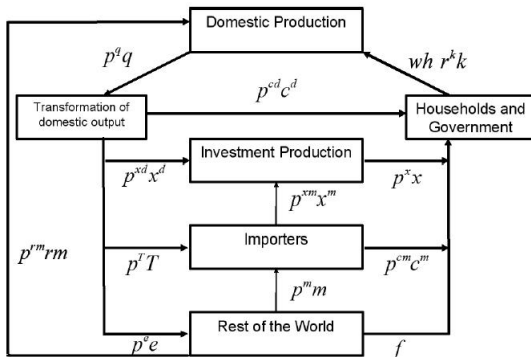 Domestic Production
p^q q
wh r^k k
p^{cd} c^d
Transformation of
domestic output
Households and
Government
Investment Production
p^{xd} x^d
p^x x
p^{xm} x^m
Importers
p^{rm} rm
p^T T
p^{cm} c^m
p^m m
Rest of the World
p^e e
f